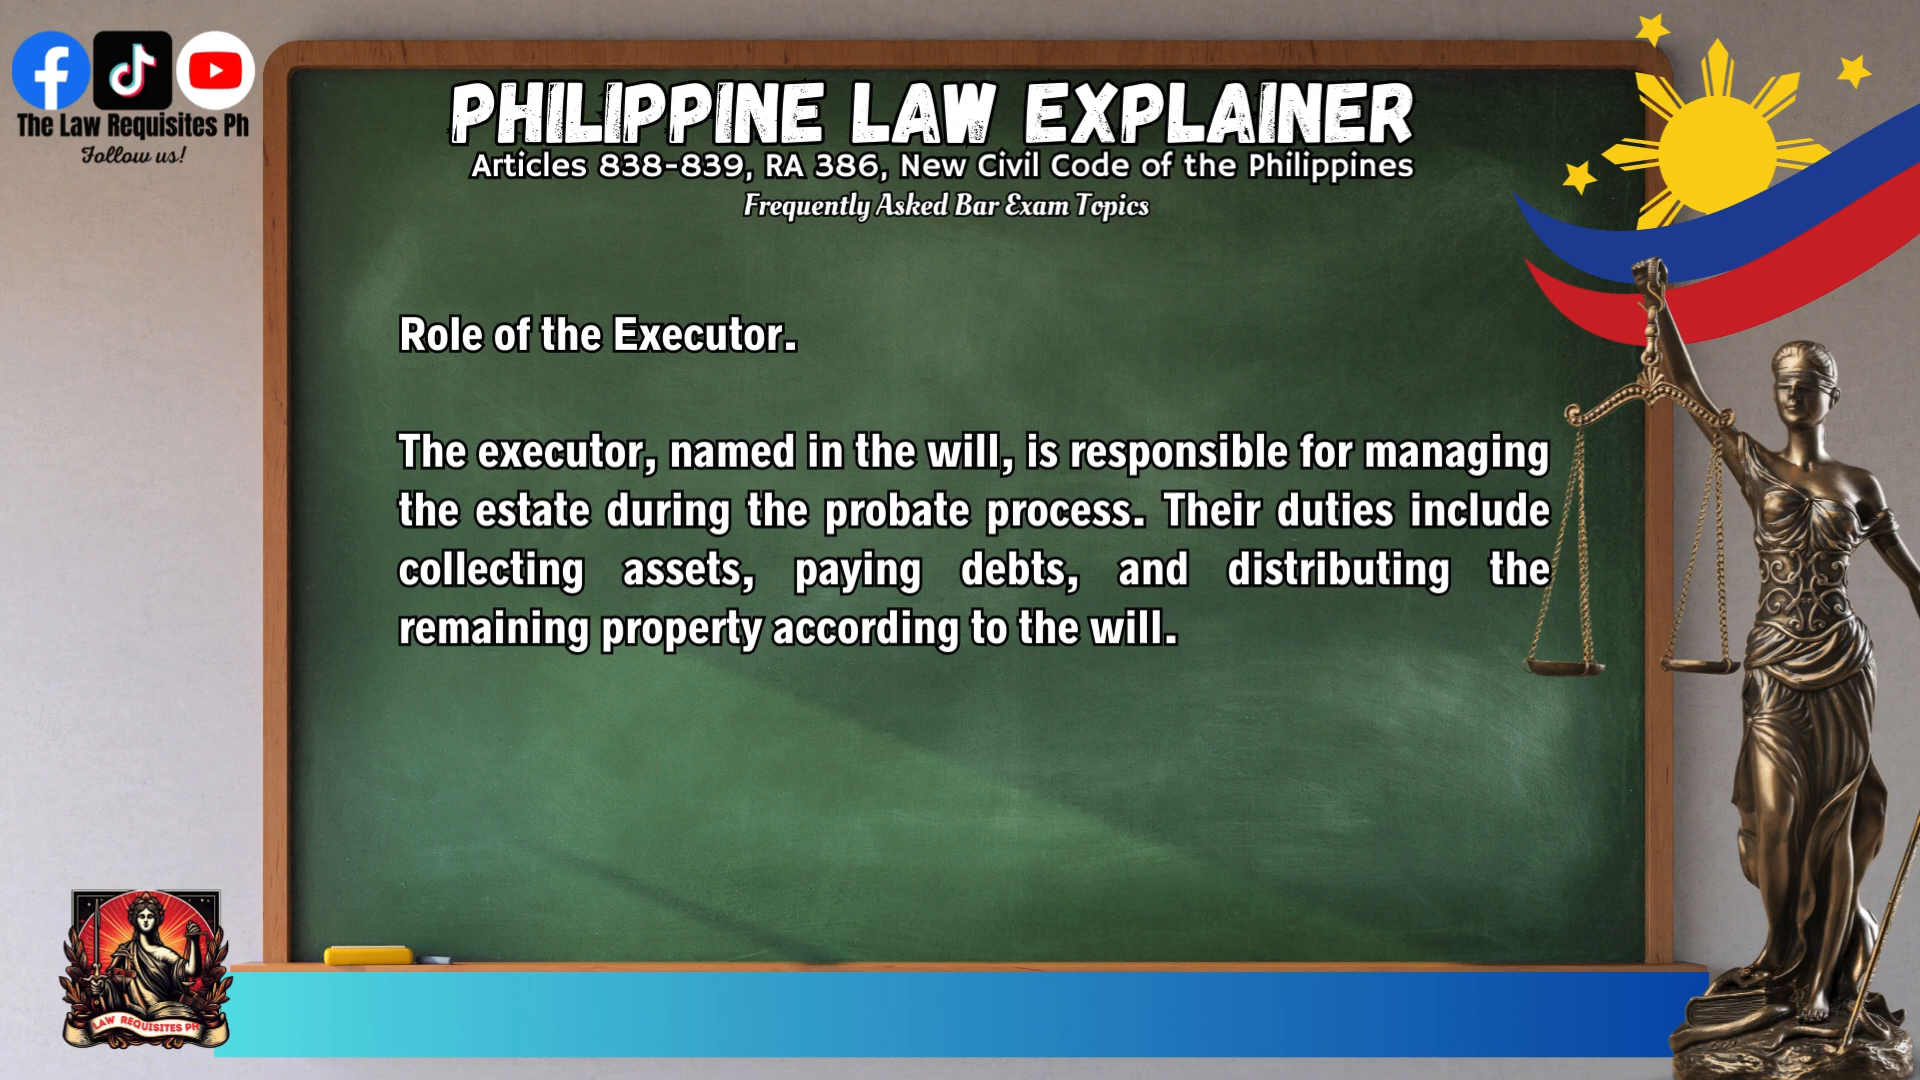 The Law Requisites Ph
Follow us!
PHILIPPINE LAW EXPLAINER
Articles 838-839, RA 386, New Civil Code of the Philippines
Frequently Asked Bar Exam Topics
Role of the Executor.
The executor, named in the will, is responsible for managing
the estate during the probate process. Their duties include
collecting assets, paying debts, and distributing the
remaining property according to the will.
LAW REQUISITES PH